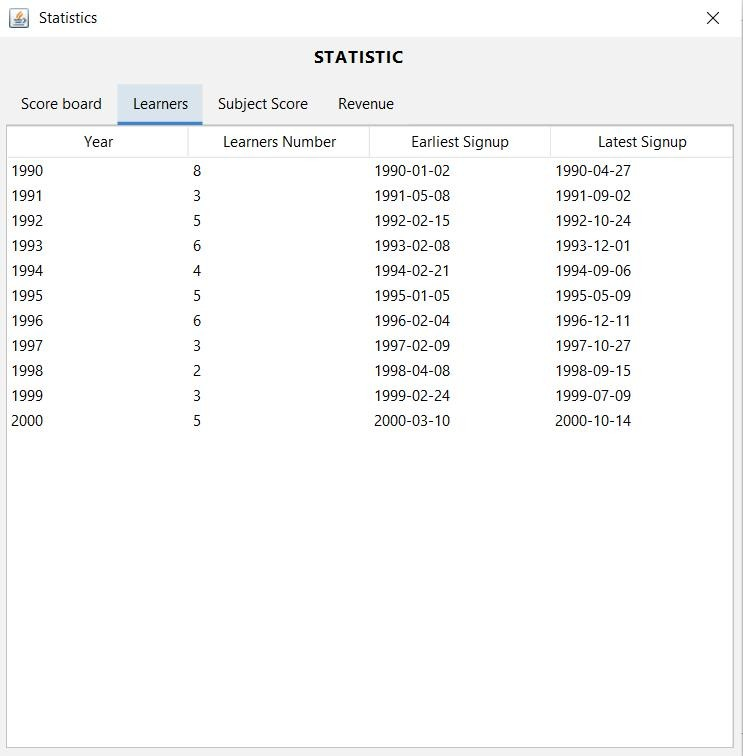 Statistics
STATISTIC
Score board Learners Subject Score Revenue
Year Learners Number Earliest Signup Latest Signup
1990 8 1990-01-02 1990-04-27
1991 3 1991-05-08 1991-09-02
1992 5 1992-02-15 1992-10-24
1993 6 1993-02-08 1993-12-01
1994 4 1994-02-21 1994-09-06
1995 5 1995-01-05 1995-05-09
1996 6 1996-02-04 1996-12-11
1997 3 1997-02-09 1997-10-27
1998 2 1998-04-08 1998-09-15
1999 3 1999-02-24 1999-07-09
2000 5 2000-03-10 2000-10-14